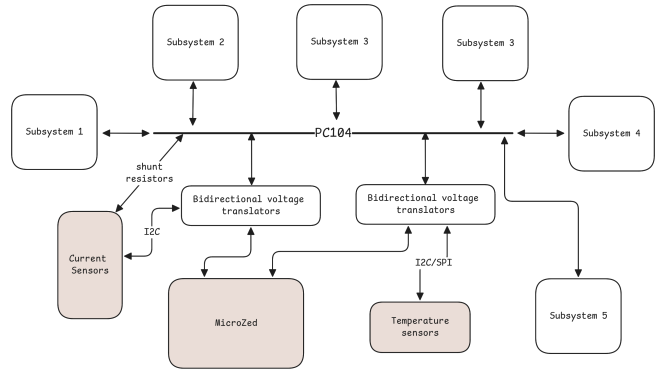 Subsystem 2
Subsystem 3
Subsystem 3
Subsystem 1
PC104
Subsystem 4
shunt
resistors
Bidirectional voltage
translators
Bidirectional voltage
translators
I2C
Current
Sensors
I2C/SPI
MicroZed
Temperature
sensors
Subsystem 5